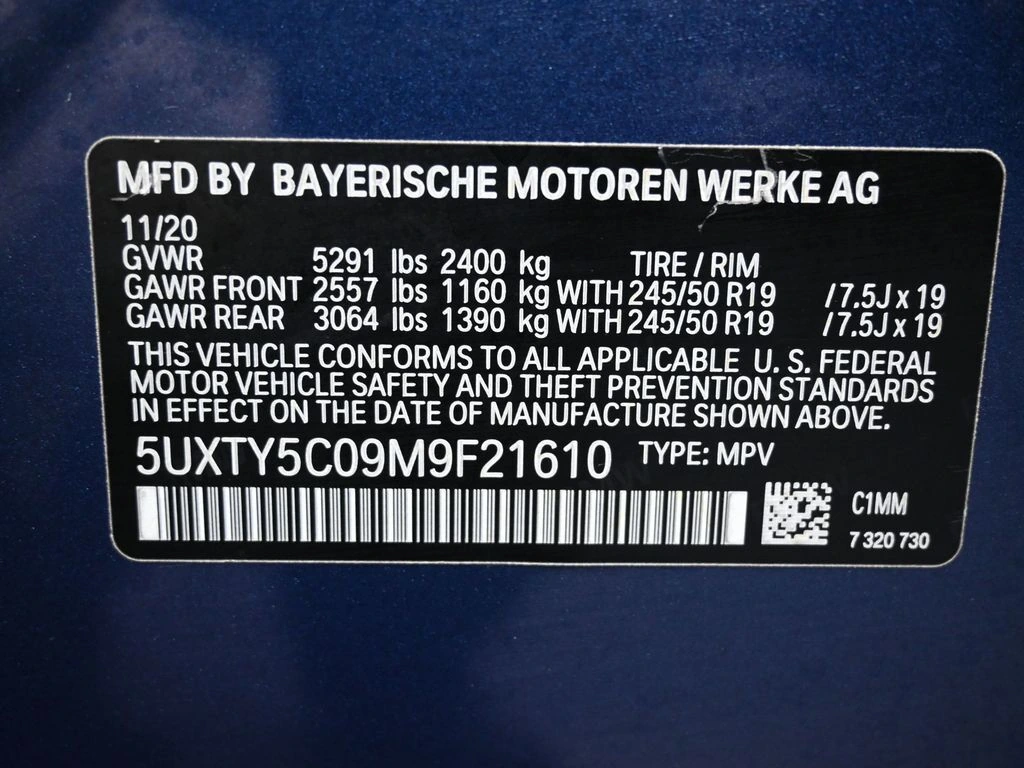 MFD BY BAYERISCHE MOTOREN WERKE AG
11/20
GVWR 5291 lbs 2400 kg TIRE / RIM
GAWR FRONT 2557 lbs 1160 kg WITH 245/50 R19 / 7.5J x 19
GAWR REAR 3064 lbs 1390 kg WITH 245/50 R19 / 7.5J x 19
THIS VEHICLE CONFORMS TO ALL APPLICABLE U. S. FEDERAL
MOTOR VEHICLE SAFETY AND THEFT PREVENTION STANDARDS
IN EFFECT ON THE DATE OF MANUFACTURE SHOWN ABOVE.
5UXTY5C09M9F21610 TYPE: MPV
C1MM
7 320 730